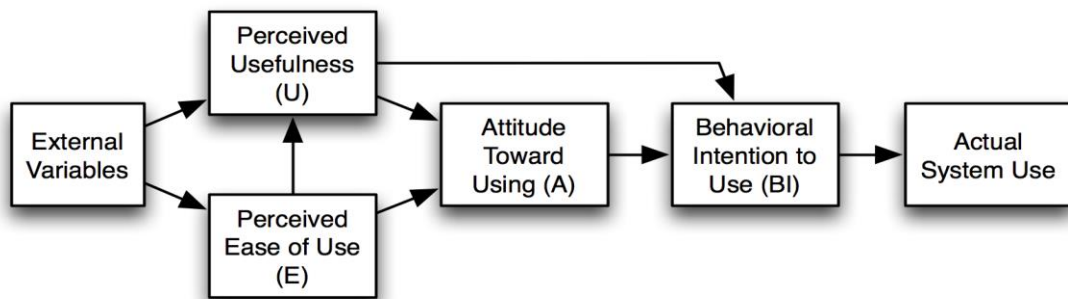 External
Variables
Perceived
Usefulness
(U)
Perceived
Ease of Use
(E)
Attitude
Toward
Using (A)
Behavioral
Intention to
Use (BI)
Actual
System Use